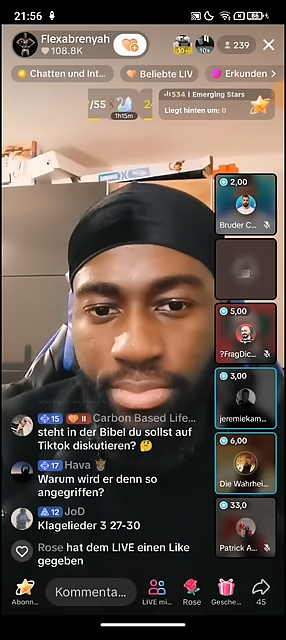 21:56
Flexabrenyah
108.8K
10+
10+
239
Chatten und Int...
Beliebte LIV
Erkunden >
/55
1h15m
534 | Emerging Stars
Liegt hinten um: 0
2,00
Bruder C...
5,00
?FragDic...
3,00
jeremiekam...
6,00
Die Wahrhei...
33,0
Patrick A...
15 II Carbon Based Life...
steht in der Bibel du sollst auf
Tiktok diskutieren? 🤔
17 Hava
Warum wird er denn so
angegriffen?
12 JoD
Klagelieder 3 27-30
Rose hat dem LIVE einen Like
gegeben
Abonn...
Kommenta...
LIVE mi...
Rose
Gesche...
45